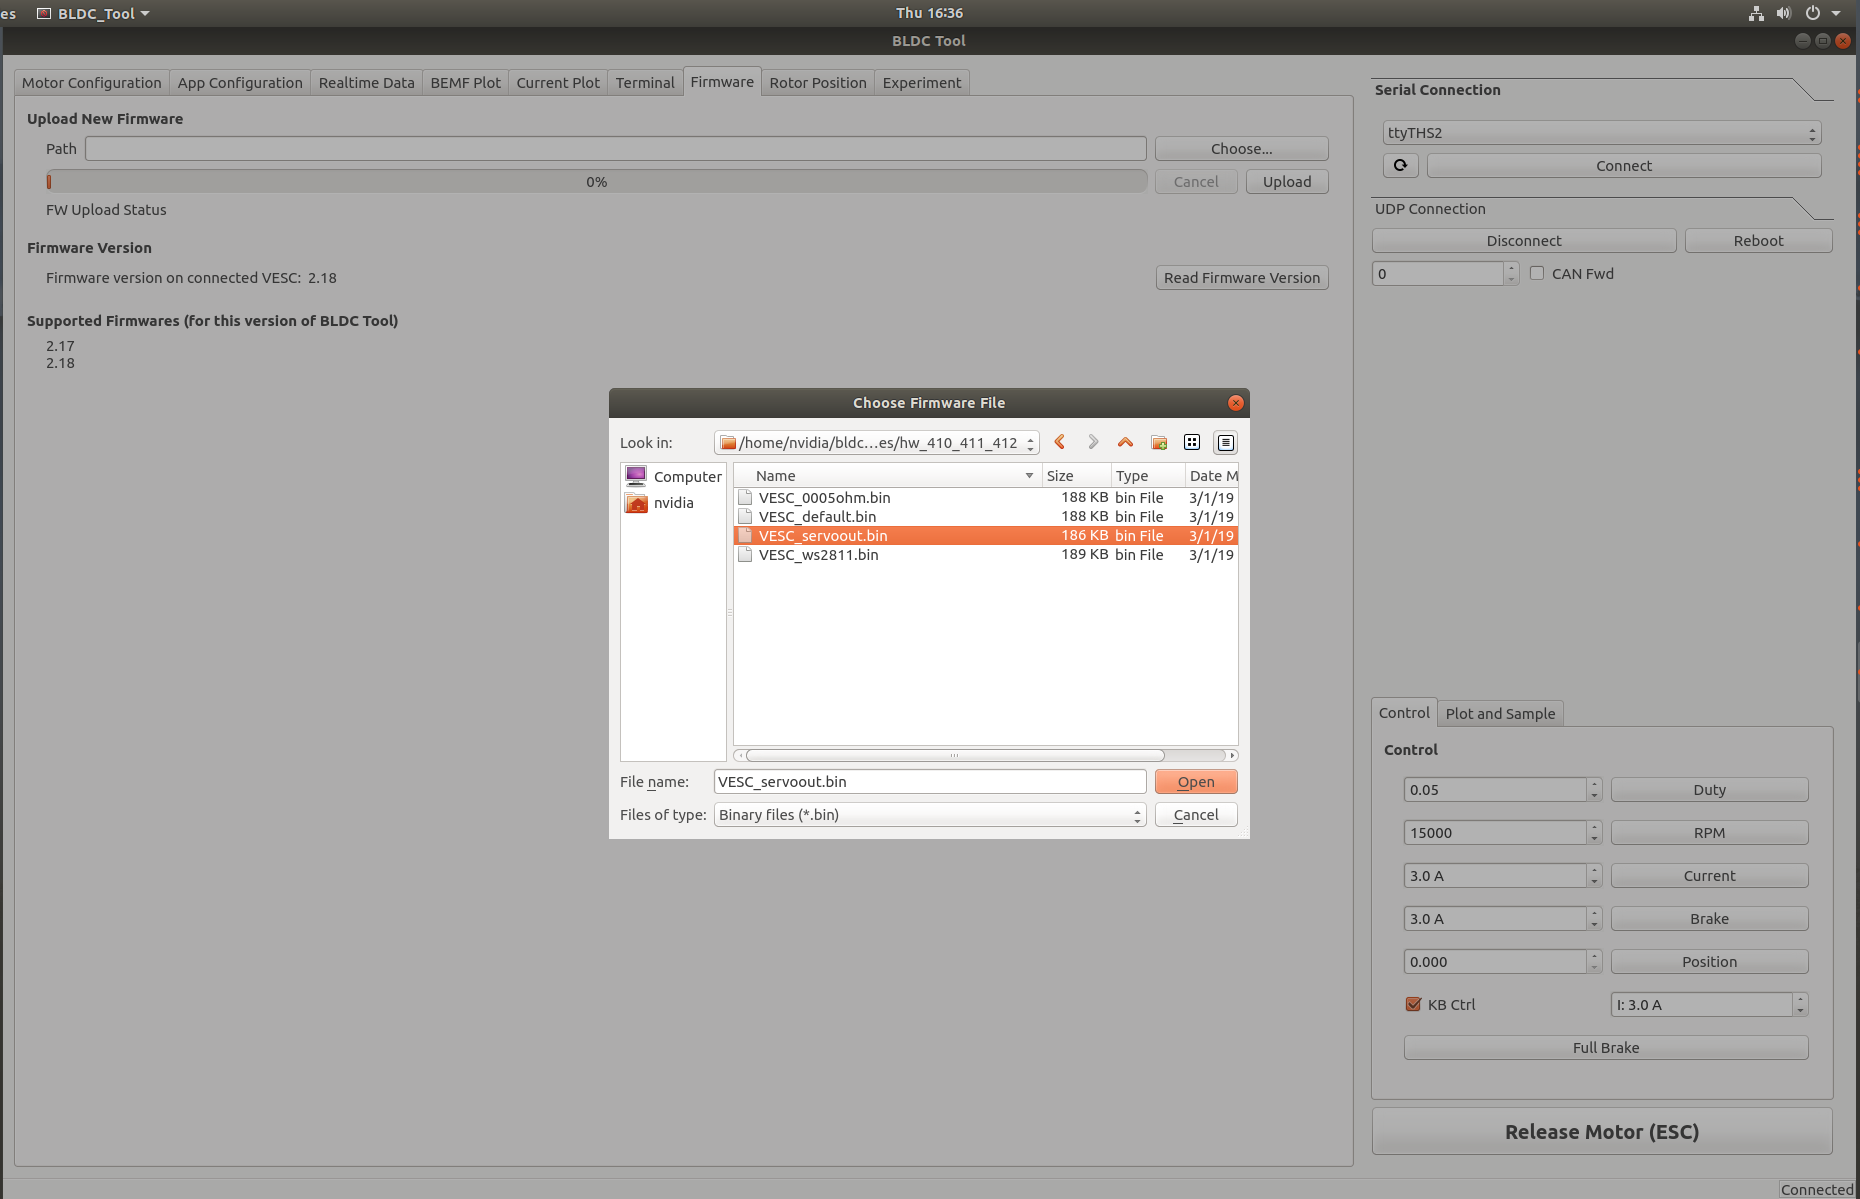 es BLDC_Tool Thu 16:36
BLDC Tool
Motor Configuration App Configuration Realtime Data BEMF Plot Current Plot Terminal Firmware Rotor Position Experiment
Upload New Firmware
Path Choose...
0% Cancel Upload
FW Upload Status
Firmware Version
Firmware version on connected VESC: 2.18 Read Firmware Version
Supported Firmwares (for this version of BLDC Tool)
2.17
2.18
Serial Connection
ttyTHS2
Connect
UDP Connection
Disconnect Reboot
0 CAN Fwd
Choose Firmware File
Look in: /home/nvidia/bldc...es/hw_410_411_412
Computer
nvidia
Name Size Type Date M
VESC_0005ohm.bin 188 KB bin File 3/1/19
VESC_default.bin 188 KB bin File 3/1/19
VESC_servoout.bin 186 KB bin File 3/1/19
VESC_ws2811.bin 189 KB bin File 3/1/19
File name: VESC_servoout.bin Open
Files of type: Binary files (*.bin) Cancel
Control Plot and Sample
Control
0.05 Duty
15000 RPM
3.0 A Current
3.0 A Brake
0.000 Position
KB Ctrl I: 3.0 A
Full Brake
Release Motor (ESC)
Connected